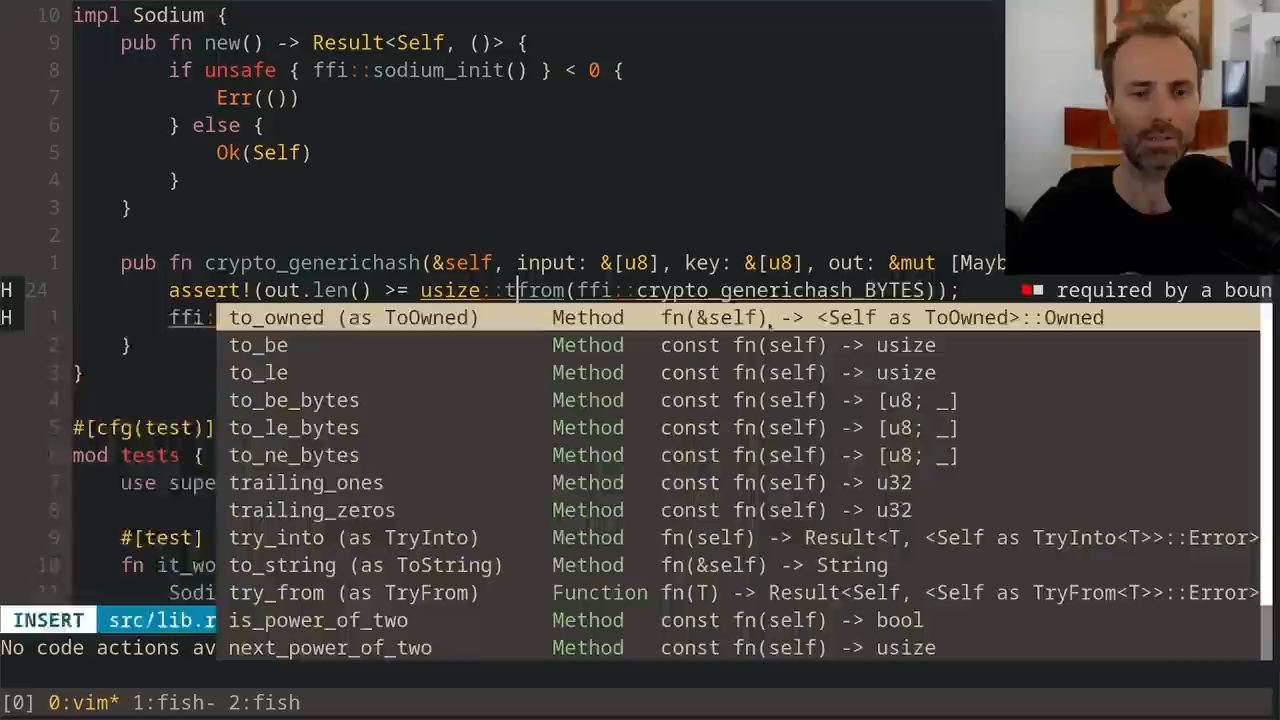 10 impl Sodium {
9 pub fn new() -> Result<Self, ()> {
8 if unsafe { ffi::sodium_init() } < 0 {
7 Err(())
6 } else {
5 Ok(Self)
4 }
3 }
2
1 pub fn crypto_generichash(&self, input: &[u8], key: &[u8], out: &mut [Mayb
H 24 assert!(out.len() >= usize::tfrom(ffi::crypto_generichash_BYTES)); required by a boun
H 1 ffi: to_owned (as ToOwned) Method fn(&self) -> <Self as ToOwned>::Owned
2 } to_be Method const fn(self) -> usize
3 } to_le Method const fn(self) -> usize
4 to_be_bytes Method const fn(self) -> [u8; _]
5 #[cfg(test)] to_le_bytes Method const fn(self) -> [u8; _]
6 mod tests { to_ne_bytes Method const fn(self) -> [u8; _]
7 use supe trailing_ones Method const fn(self) -> u32
8 trailing_zeros Method const fn(self) -> u32
9 #[test] try_into (as TryInto) Method fn(self) -> Result<T, <Self as TryInto<T>>::Error>
10 fn it_wo to_string (as ToString) Method fn(&self) -> String
11 Sodi try_from (as TryFrom) Function fn(T) -> Result<Self, <Self as TryFrom<T>>::Error>
INSERT src/lib.r is_power_of_two Method const fn(self) -> bool
No code actions av next_power_of_two Method const fn(self) -> usize
[0] 0:vim* 1:fish- 2:fish